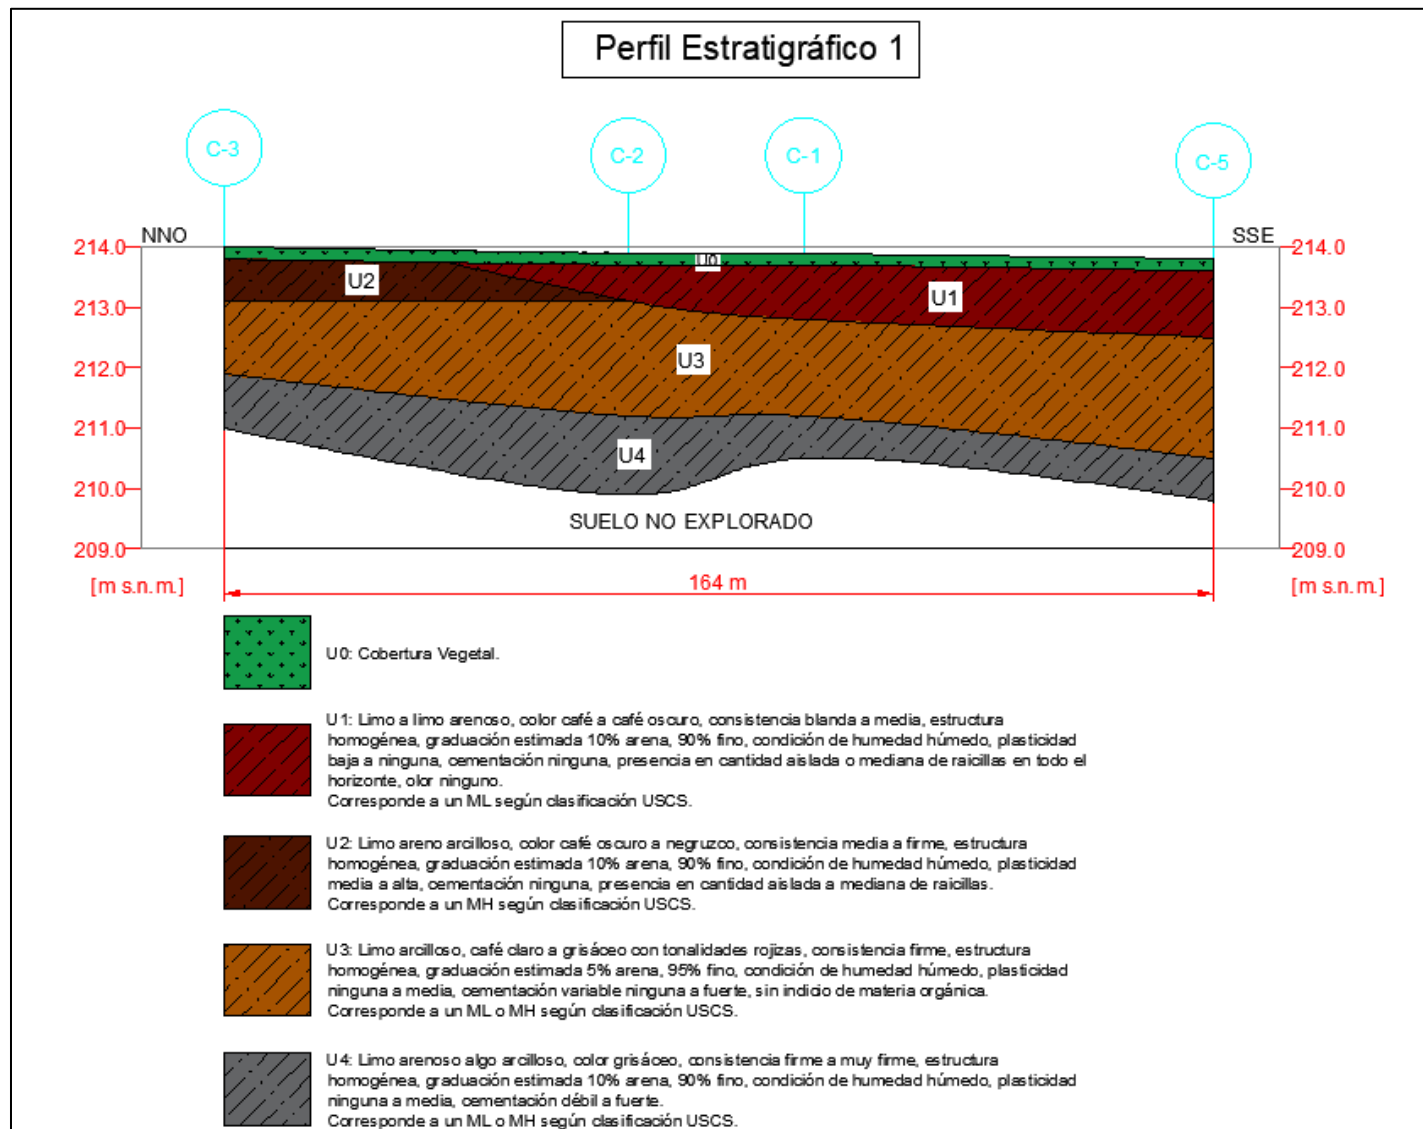 Perfil Estratigráfico 1
C-3
C-2
C-1
C-5
NNO
SSE
214.0
214.0
U0
U2
U1
213.0
213.0
U3
212.0
212.0
211.0
211.0
U4
210.0
210.0
SUELO NO EXPLORADO
209.0
209.0
[m s.n.m.]
164 m
[m s.n.m.]
U0: Cobertura Vegetal.
U1: Limo a limo arenoso, color café a café oscuro, consistencia blanda a media, estructura
homogénea, graduación estimada 10% arena, 90% fino, condición de humedad húmedo, plasticidad
baja a ninguna, cementación ninguna, presencia en cantidad aislada o mediana de raicillas en todo el
horizonte, olor ninguno.
Corresponde a un ML según clasificación USCS.
U2: Limo areno arcilloso, color café oscuro a negruzco, consistencia media a firme, estructura
homogénea, graduación estimada 10% arena, 90% fino, condición de humedad húmedo, plasticidad
media a alta, cementación ninguna, presencia en cantidad aislada a mediana de raicillas.
Corresponde a un MH según clasificación USCS.
U3: Limo arcilloso, café claro a grisáceo con tonalidades rojizas, consistencia firme, estructura
homogénea, graduación estimada 5% arena, 95% fino, condición de humedad húmedo, plasticidad
ninguna a media, cementación variable ninguna a fuerte, sin indicio de materia orgánica.
Corresponde a un ML o MH según clasificación USCS.
U4: Limo arenoso algo arcilloso, color grisáceo, consistencia firme a muy firme, estructura
homogénea, graduación estimada 10% arena, 90% fino, condición de humedad húmedo, plasticidad
ninguna a media, cementación débil a fuerte.
Corresponde a un ML o MH según clasificación USCS.